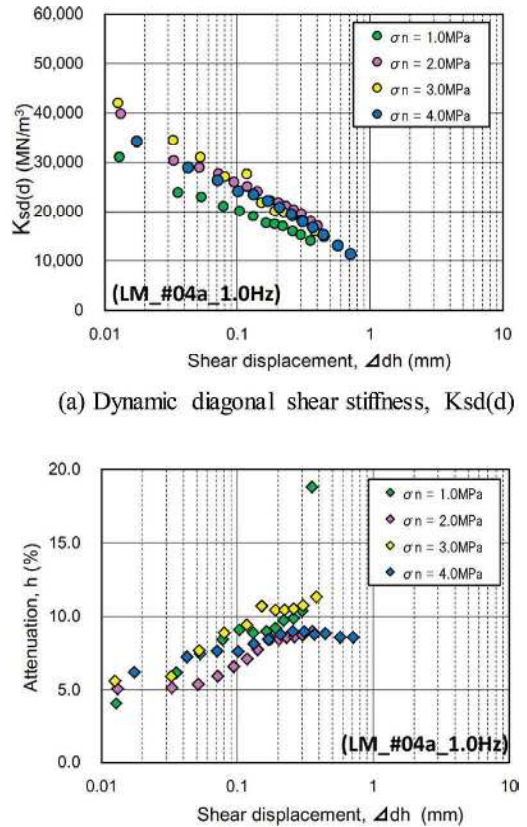 60,000
50,000
40,000
30,000
20,000
10,000
0
Ksd(d) (MN/m³)
σn = 1.0MPa
σn = 2.0MPa
σn = 3.0MPa
σn = 4.0MPa
(LM_#04a_1.0Hz)
0.01 0.1 1 10
Shear displacement, Δdh (mm)
(a) Dynamic diagonal shear stiffness, Ksd(d)
20.0
15.0
10.0
5.0
0.0
Attenuation, h (%)
σn = 1.0MPa
σn = 2.0MPa
σn = 3.0MPa
σn = 4.0MPa
(LM_#04a_1.0Hz)
0.01 0.1 1 10
Shear displacement, Δdh (mm)